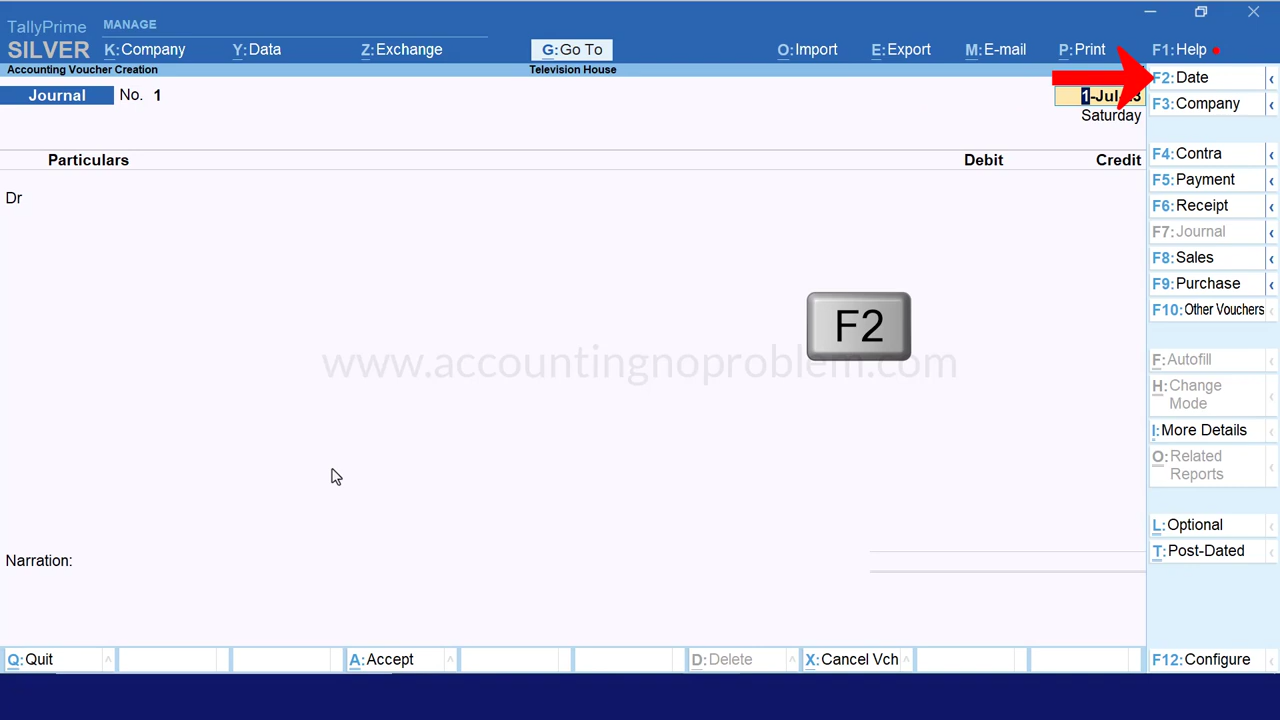 TallyPrime
MANAGE
SILVER
K:Company Y:Data Z:Exchange G:Go To O:Import E:Export M:E-mail P:Print F1:Help
Accounting Voucher Creation Television House
F2:Date
Journal No. 1
F3:Company
Saturday
Particulars Debit Credit
F4:Contra
F5:Payment
Dr
F6:Receipt
F7:Journal
F8:Sales
F9:Purchase
F10:Other Vouchers
F2
www.accountingnoproblem.com
F:Autofill
H:Change
Mode
I:More Details
O:Related
Reports
L:Optional
T:Post-Dated
Narration:
Q:Quit A:Accept D:Delete X:Cancel Vch F12:Configure